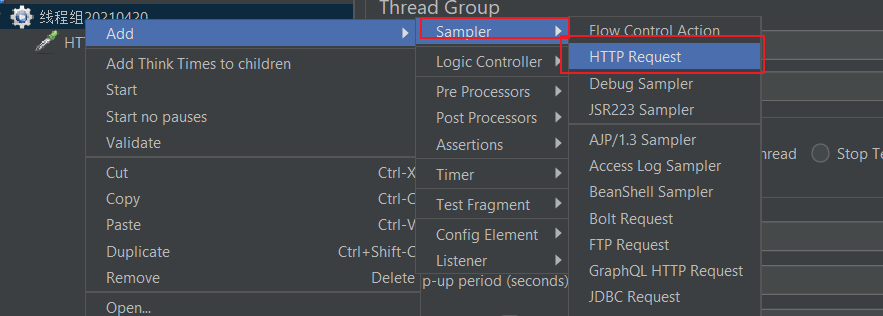 线程组20210420
Thread Group
HT
Add
Add Think Times to children
Start
Start no pauses
Validate
Cut Ctrl-X
Copy Ctrl-C
Paste Ctrl-V
Duplicate Ctrl+Shift-C
Remove Delete
Open...
Sampler
Logic Controller
Pre Processors
Post Processors
Assertions
Timer
Test Fragment
Config Element
Listener
p-up period (seconds)
Flow Control Action
HTTP Request
Debug Sampler
JSR223 Sampler
AJP/1.3 Sampler
Access Log Sampler
BeanShell Sampler
Bolt Request
FTP Request
GraphQL HTTP Request
JDBC Request
hread
Stop Te